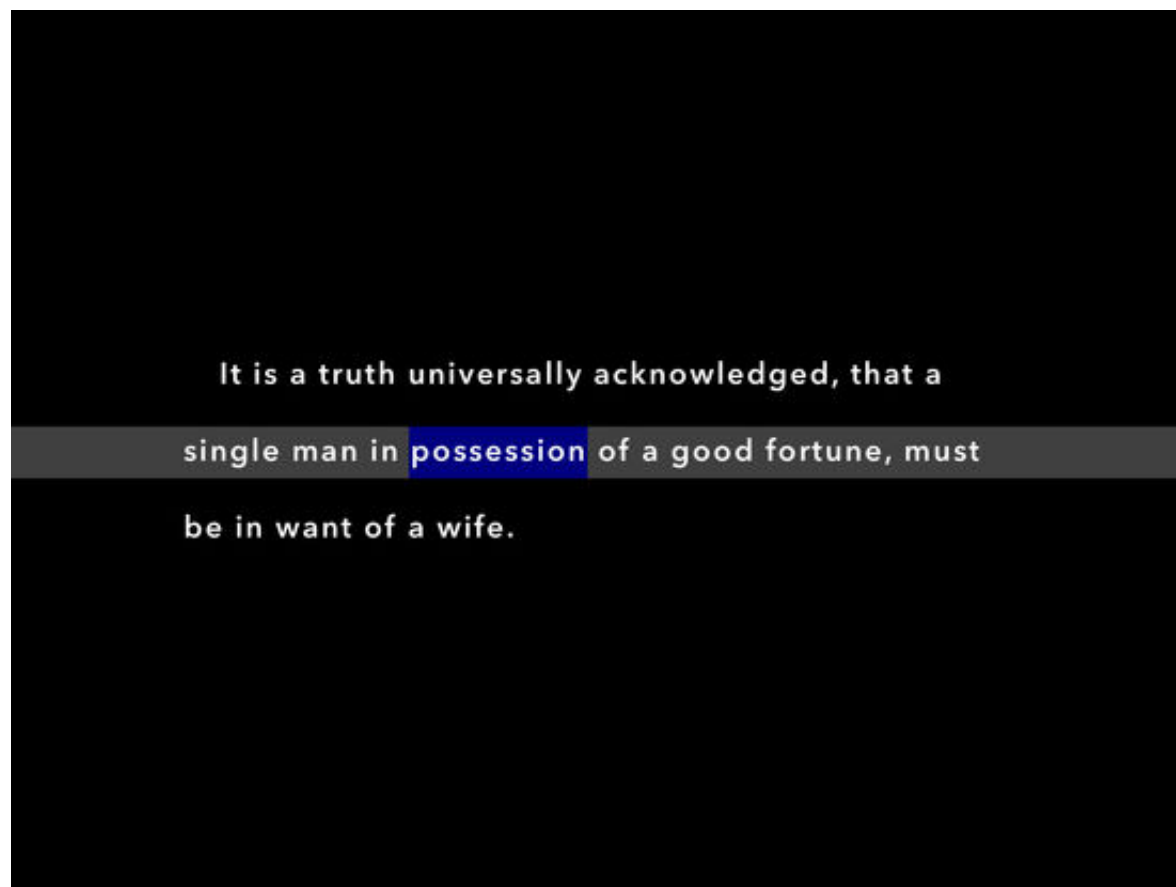 It is a truth universally acknowledged, that a
single man in possession of a good fortune, must
be in want of a wife.